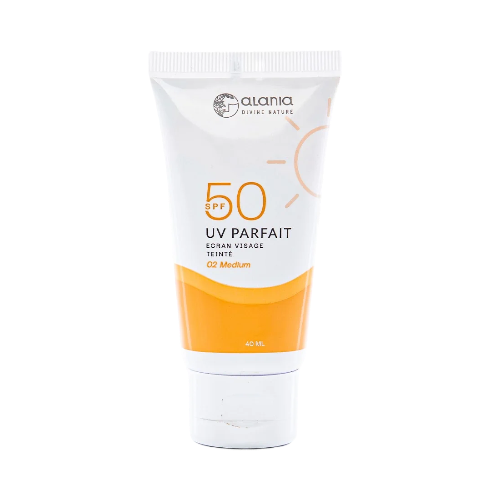 alania
DIVINE NATURE
50
SPF
UV PARFAIT
ECRAN VISAGE
TEINTÉ
02 Medium
40 ML